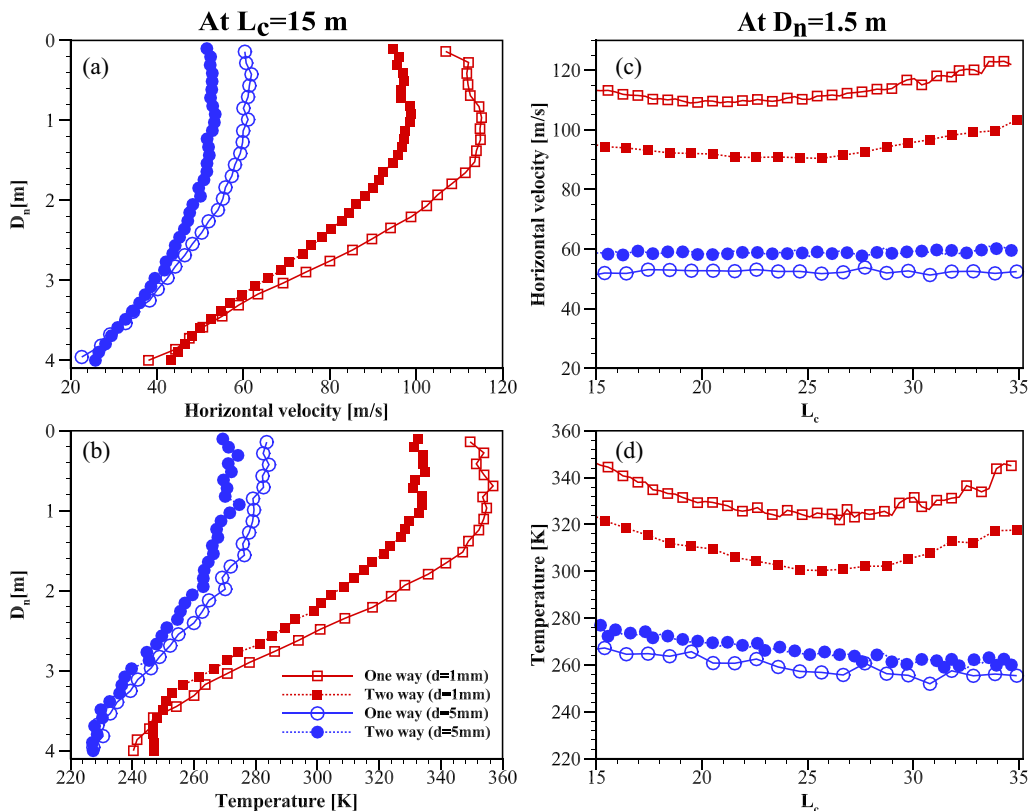 At Lc=15 m
At Dn=1.5 m
(a)
0
1
2
3
4
Dn[m]
20 40 60 80 100 120
Horizontal velocity [m/s]
(c)
120
100
80
60
40
20
Horizontal velocity [m/s]
15 20 25 30 35
Lc
(b)
0
1
2
3
4
Dn[m]
One way (d=1mm)
Two way (d=1mm)
One way (d=5mm)
Two way (d=5mm)
220 240 260 280 300 320 340 360
Temperature [K]
(d)
360
340
320
300
280
260
240
220
Temperature [K]
15 20 25 30 35
Lc